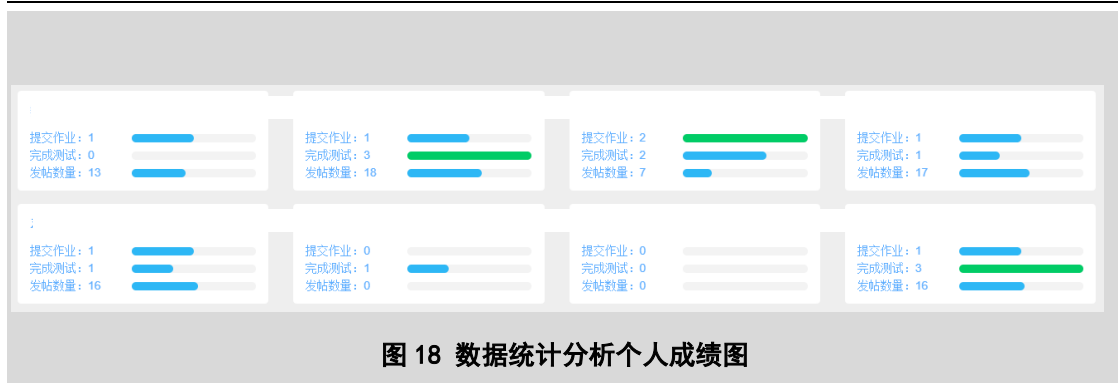 提交作业：1
完成测试：0
发帖数量：13
提交作业：1
完成测试：3
发帖数量：18
提交作业：2
完成测试：2
发帖数量：7
提交作业：1
完成测试：1
发帖数量：17
提交作业：1
完成测试：1
发帖数量：16
提交作业：0
完成测试：1
发帖数量：0
提交作业：0
完成测试：0
发帖数量：0
提交作业：1
完成测试：3
发帖数量：16
图 18 数据统计分析个人成绩图